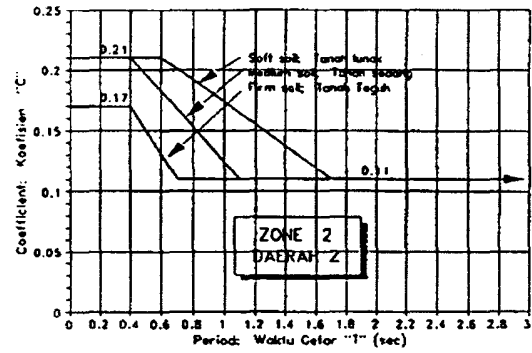 0.25
0.21
Soft soil; Tanah lunak
0.2
Medium soil; Tanah sedang
Firm soil; Tanah Teguh
0.17
0.15
0.11
0.1
ZONE 2
DAERAH 2
0.05
0
0 0.2 0.4 0.6 0.8 1 1.2 1.4 1.6 1.8 2 2.2 2.4 2.6 2.8 3
Period: Waktu Getar "T" (sec)
Coefficient: Koefisien "C"